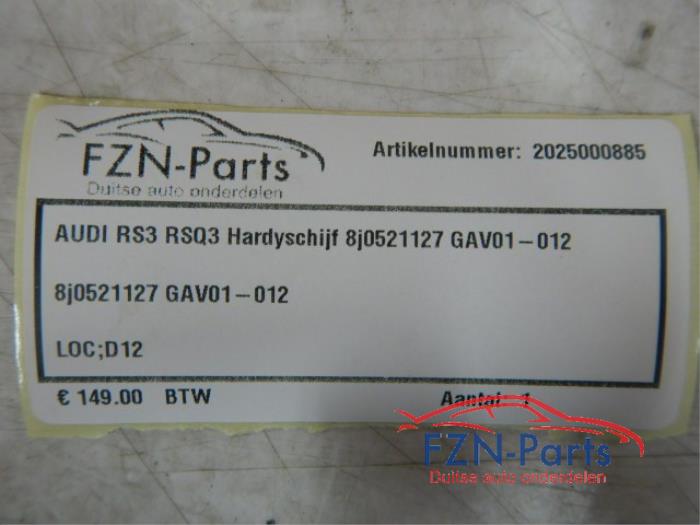 FZN-Parts
Duitse auto onderdelen
Artikelnummer: 2025000885
AUDI RS3 RSQ3 Hardyschijf 8j0521127 GAV01-012
8j0521127 GAV01-012
LOC;D12
€ 149.00 BTW
Aantal 1
FZN-Parts
Duitse auto onderdelen